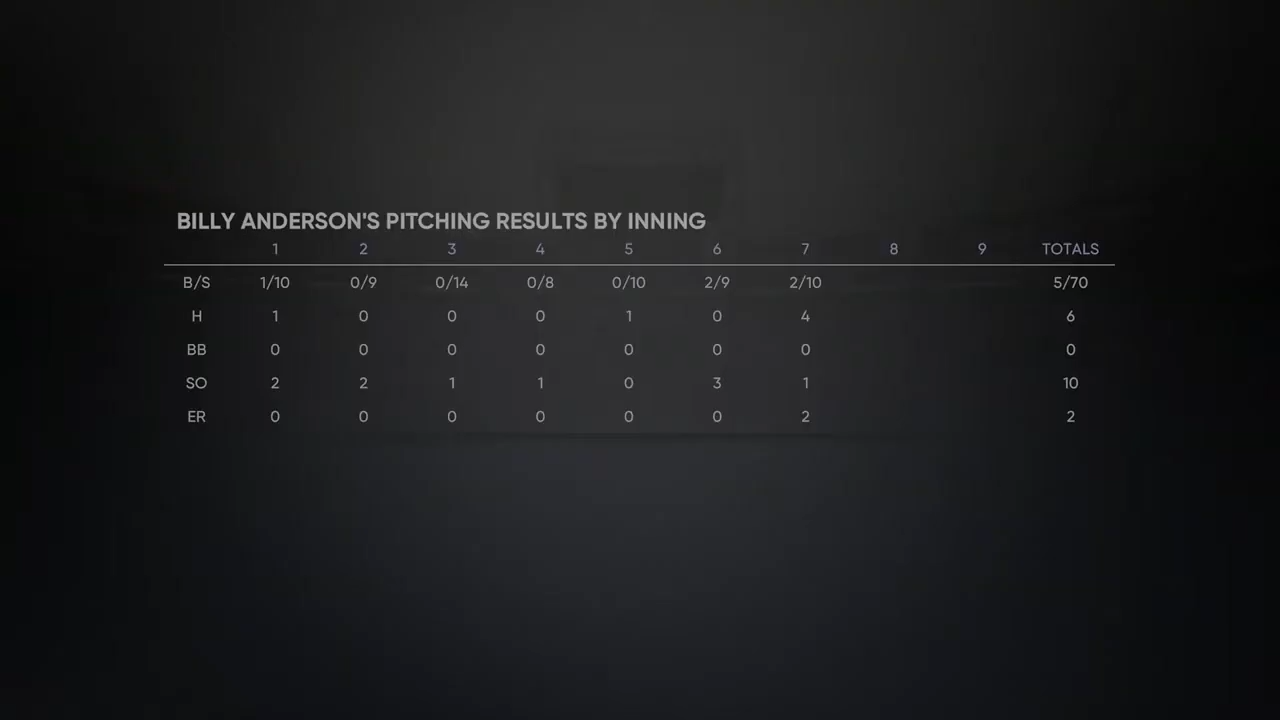 BILLY ANDERSON'S PITCHING RESULTS BY INNING
1 2 3 4 5 6 7 8 9 TOTALS
B/S 1/10 0/9 0/14 0/8 0/10 2/9 2/10 5/70
H 1 0 0 0 1 0 4 6
BB 0 0 0 0 0 0 0 0
SO 2 2 1 1 0 3 1 10
ER 0 0 0 0 0 0 2 2